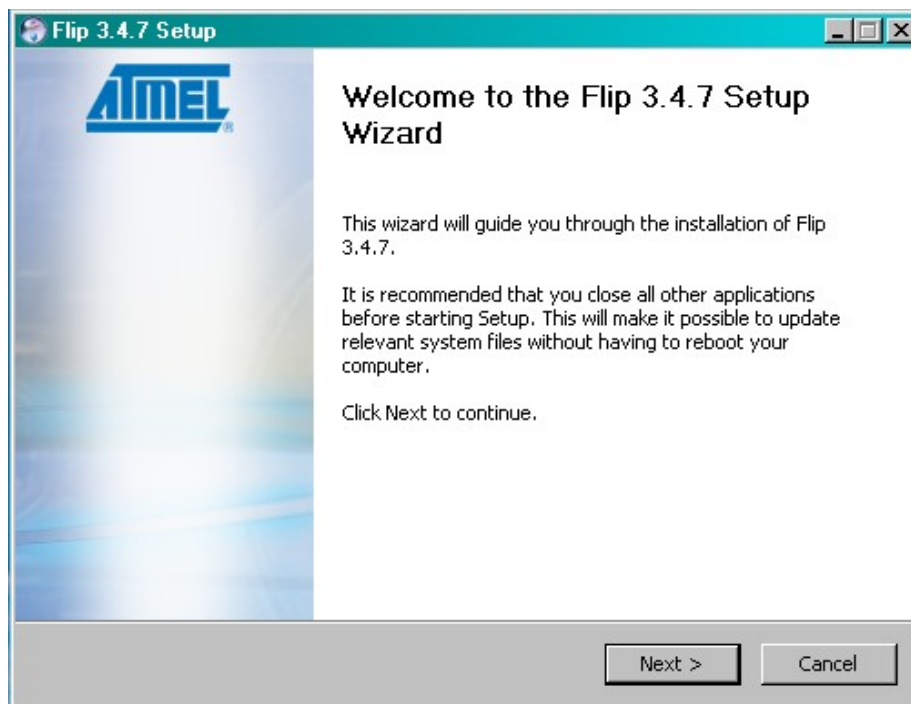 Flip 3.4.7 Setup
ATMEL
®
Welcome to the Flip 3.4.7 Setup
Wizard
This wizard will guide you through the installation of Flip
3.4.7.
It is recommended that you close all other applications
before starting Setup. This will make it possible to update
relevant system files without having to reboot your
computer.
Click Next to continue.
Next >
Cancel